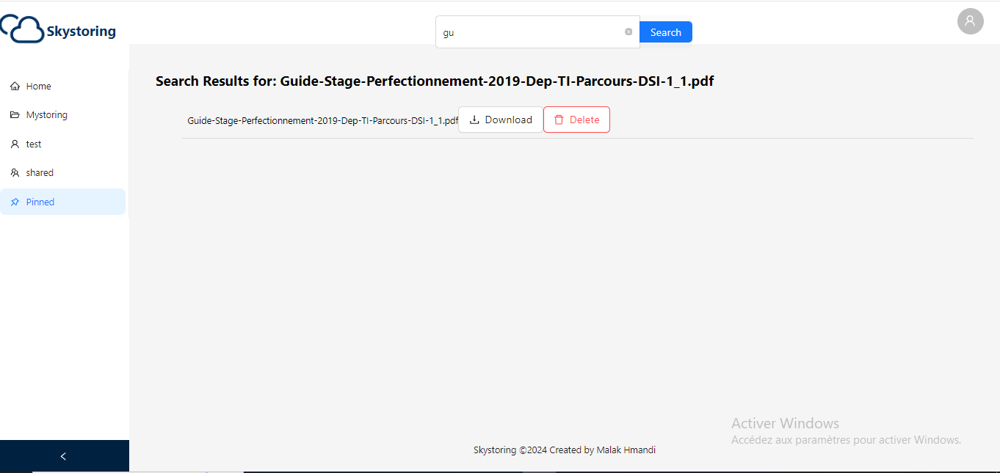 Skystoring
gu
Search
Home
Mystoring
test
shared
Pinned
Search Results for: Guide-Stage-Perfectionnement-2019-Dep-TI-Parcours-DSI-1_1.pdf
Guide-Stage-Perfectionnement-2019-Dep-TI-Parcours-DSI-1_1.pdf Download Delete
Activer Windows
Accédez aux paramètres pour activer Windows.
Skystoring ©2024 Created by Malak Hmandi